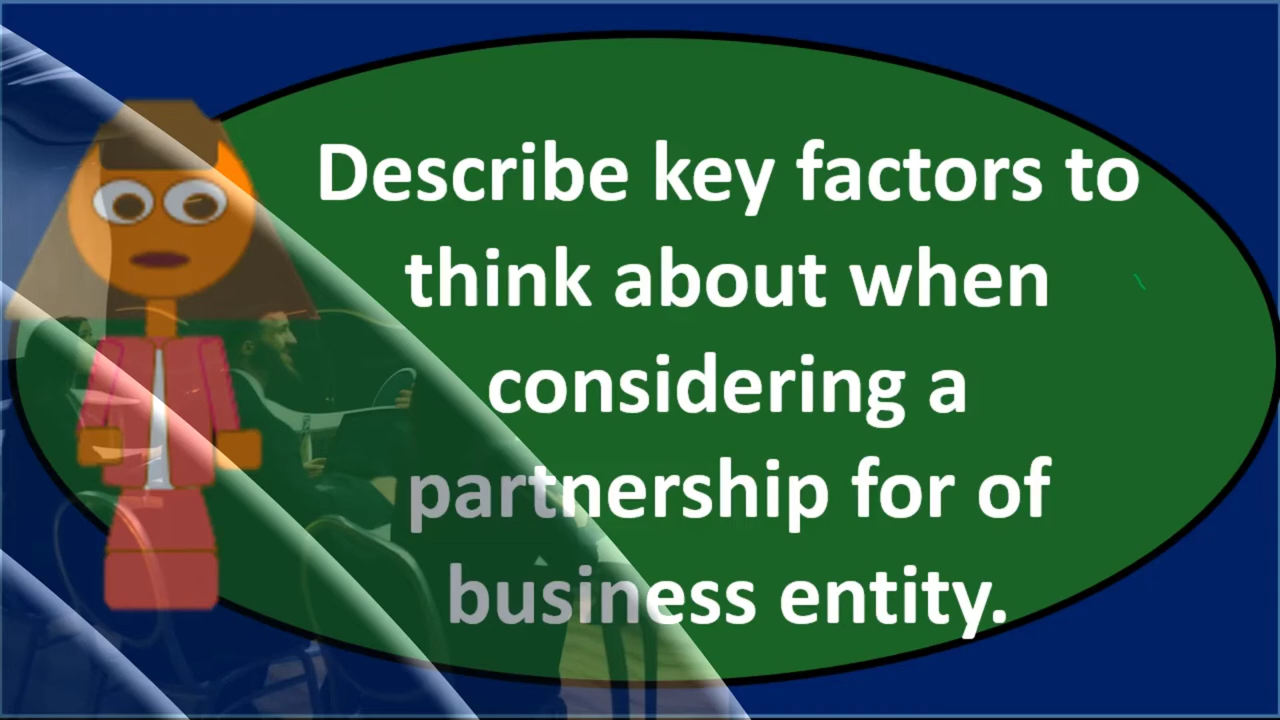 Describe key factors to
think about when
considering a
partnership for of
business entity.